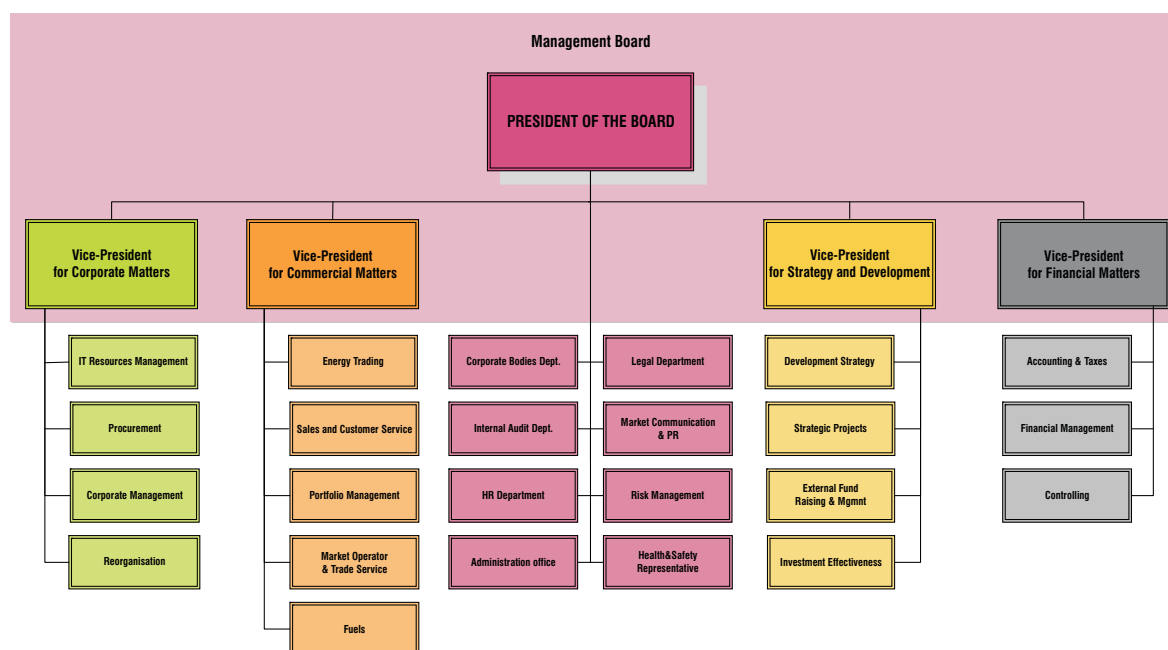 Management Board
PRESIDENT OF THE BOARD
Vice-President
for Corporate Matters
Vice-President
for Commercial Matters
Vice-President
for Strategy and Development
Vice-President
for Financial Matters
IT Resources Management
Energy Trading
Corporate Bodies Dept.
Legal Department
Development Strategy
Accounting & Taxes
Procurement
Sales and Customer Service
Internal Audit Dept.
Market Communication
& PR
Strategic Projects
Financial Management
Corporate Management
Portfolio Management
HR Department
Risk Management
External Fund
Raising & Mgmnt
Controlling
Reorganisation
Market Operator
& Trade Service
Administration office
Health&Safety
Representative
Investment Effectiveness
Fuels